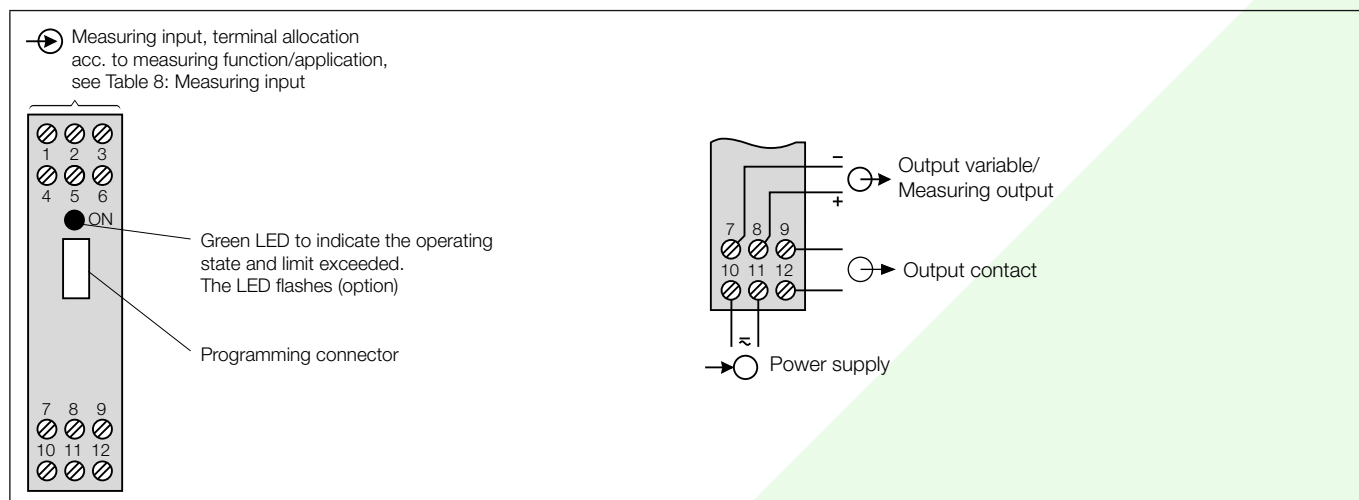 Measuring input, terminal allocation
acc. to measuring function/application,
see Table 8: Measuring input
1 2 3
4 5 6
ON
Green LED to indicate the operating
state and limit exceeded.
The LED flashes (option)
Programming connector
7 8 9
10 11 12
–
Output variable/
Measuring output
+
7 8 9
10 11 12
Output contact
Power supply